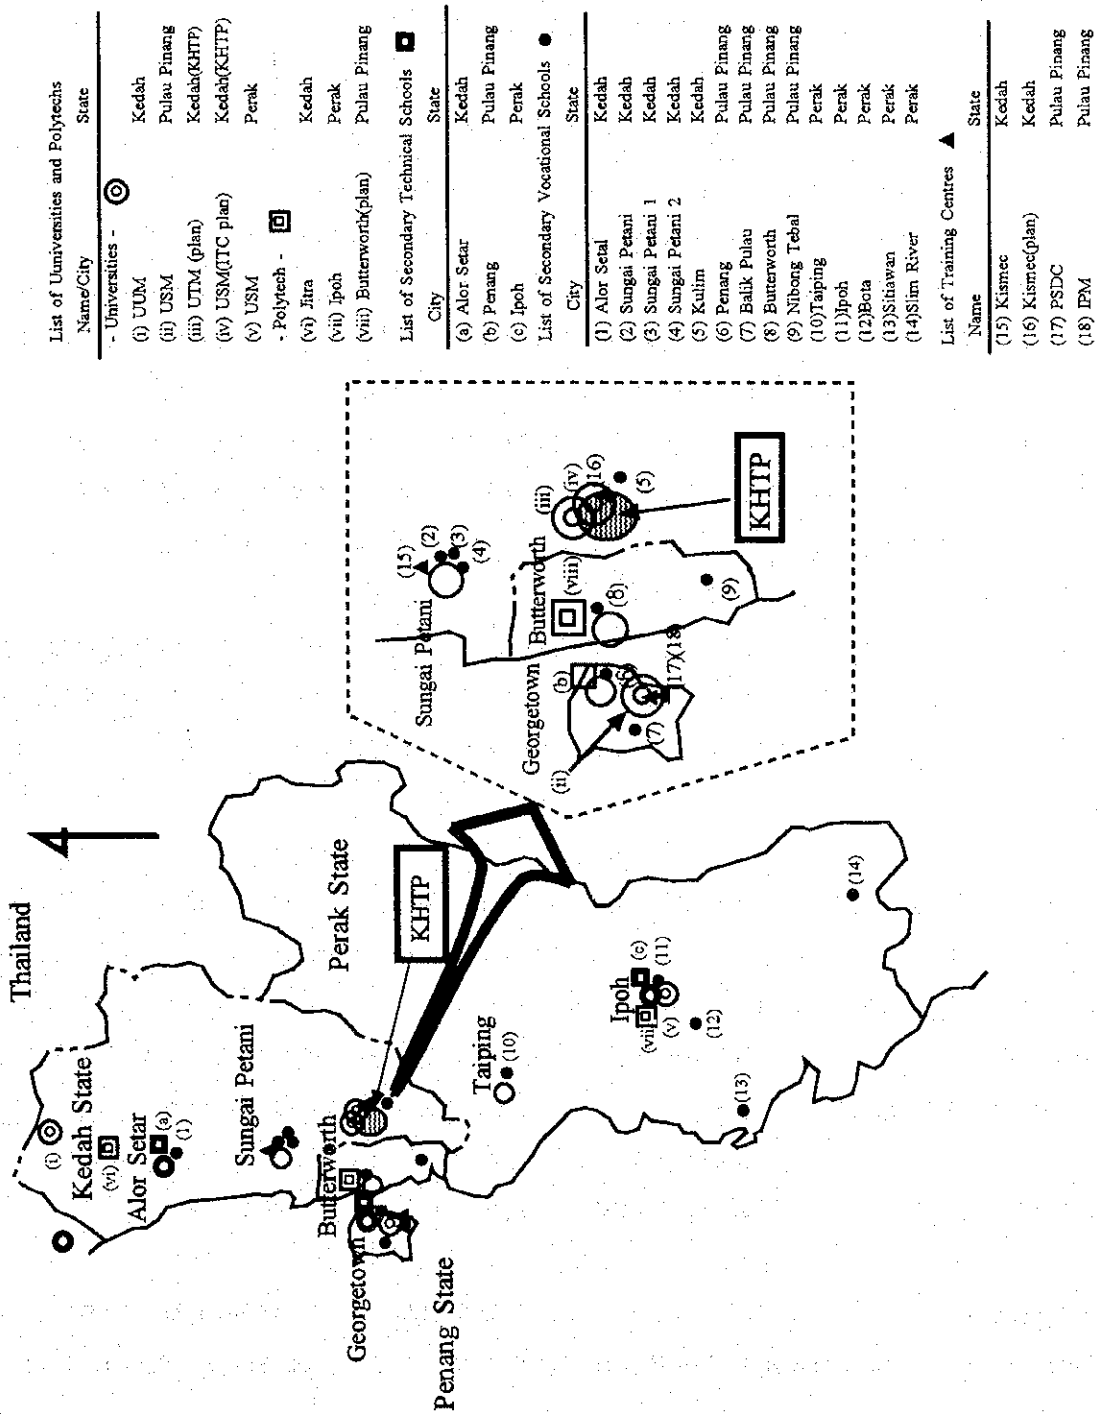 Thailand
(i)
Kedah State
(vi)
Alor Setar
(a)
(1)
Sungai Petani
Butterworth
Georgetown
Penang State
Perak State
KHTP
Taiping
(10)
Ipoh
(c)
(vii)
(11)
(v)
(12)
(13)
(14)
Sungai Petani
(15)
(2)
(3)
(4)
Georgetown
Butterworth
(iii)
(iv)
(16)
(5)
(viii)
(8)
(b)
(6)
(ii)
(7)
(17)(18)
(9)
KHTP
List of Uuniversities and Polytechs
Name/City State
- Universities -
(i) UUM Kedah
(ii) USM Pulau Pinang
(iii) UTM (plan) Kedah(KHTP)
(iv) USM(ITC plan) Kedah(KHTP)
(v) USM Perak
- Polytech -
(vi) Jitra Kedah
(vii) Ipoh Perak
(viii) Butterworth(plan) Pulau Pinang
List of Secondary Technical Schools
City State
(a) Alor Setar Kedah
(b) Penang Pulau Pinang
(c) Ipoh Perak
List of Secondary Vocational Schools
City State
(1) Alor Setal Kedah
(2) Sungai Petani Kedah
(3) Sungai Petani 1 Kedah
(4) Sungai Petani 2 Kedah
(5) Kulim Kedah
(6) Penang Pulau Pinang
(7) Balik Pulau Pulau Pinang
(8) Butterworth Pulau Pinang
(9) Nibong Tebal Pulau Pinang
(10)Taiping Perak
(11)Ipoh Perak
(12)Bota Perak
(13)Sitiawan Perak
(14)Slim River Perak
List of Training Centres
Name State
(15) Kismec Kedah
(16) Kismec(plan) Kedah
(17) PSDC Pulau Pinang
(18) IPM Pulau Pinang